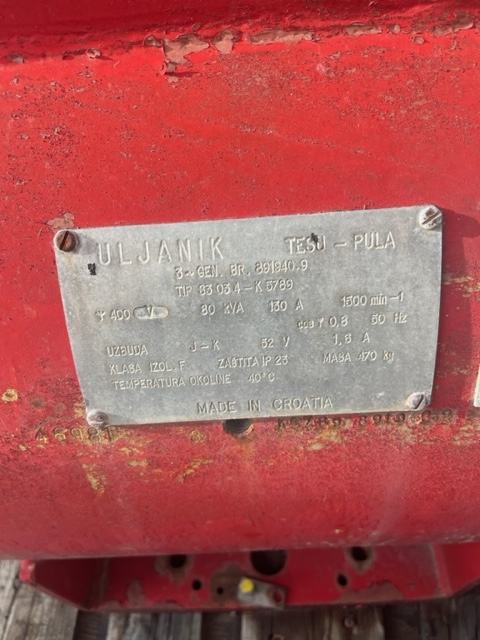 ULJANIK TESU - PULA
3~ GEN. BR. 891940.9
TIP 83 03.4 - K 5789
Y 400 V 80 kVA 130 A 1500 min-1
cos φ 0,8 50 Hz
UZBUDA J-K 52 V 1,6 A
KLASA IZOL. F ZAŠTITA IP 23 MASA 470 kg
TEMPERATURA OKOLINE 40°C
MADE IN CROATIA